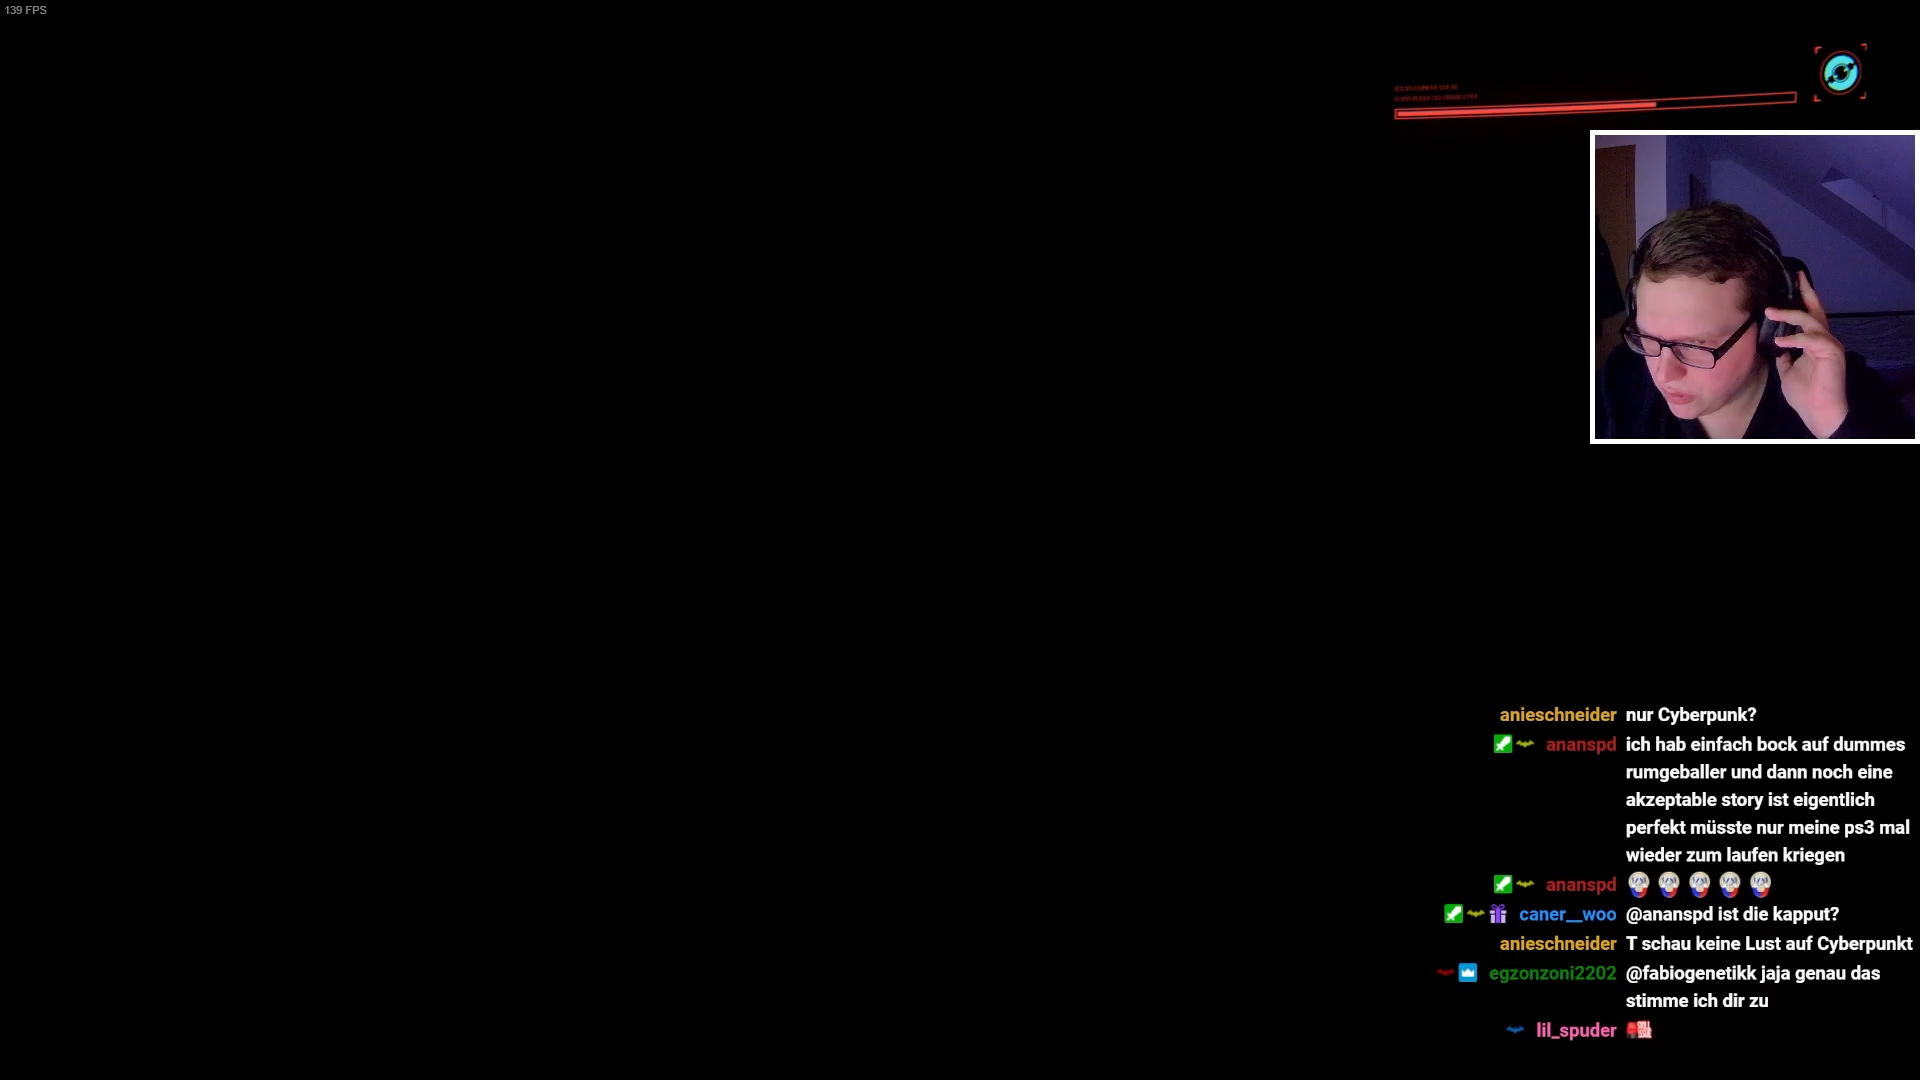 139 FPS
anieschneider nur Cyberpunk?
ananspd ich hab einfach bock auf dummes
rumgeballer und dann noch eine
akzeptable story ist eigentlich
perfekt müsste nur meine ps3 mal
wieder zum laufen kriegen
ananspd
caner__woo @ananspd ist die kapput?
anieschneider T schau keine Lust auf Cyberpunkt
egzonzoni2202 @fabiogenetikk jaja genau das
stimme ich dir zu
lil_spuder